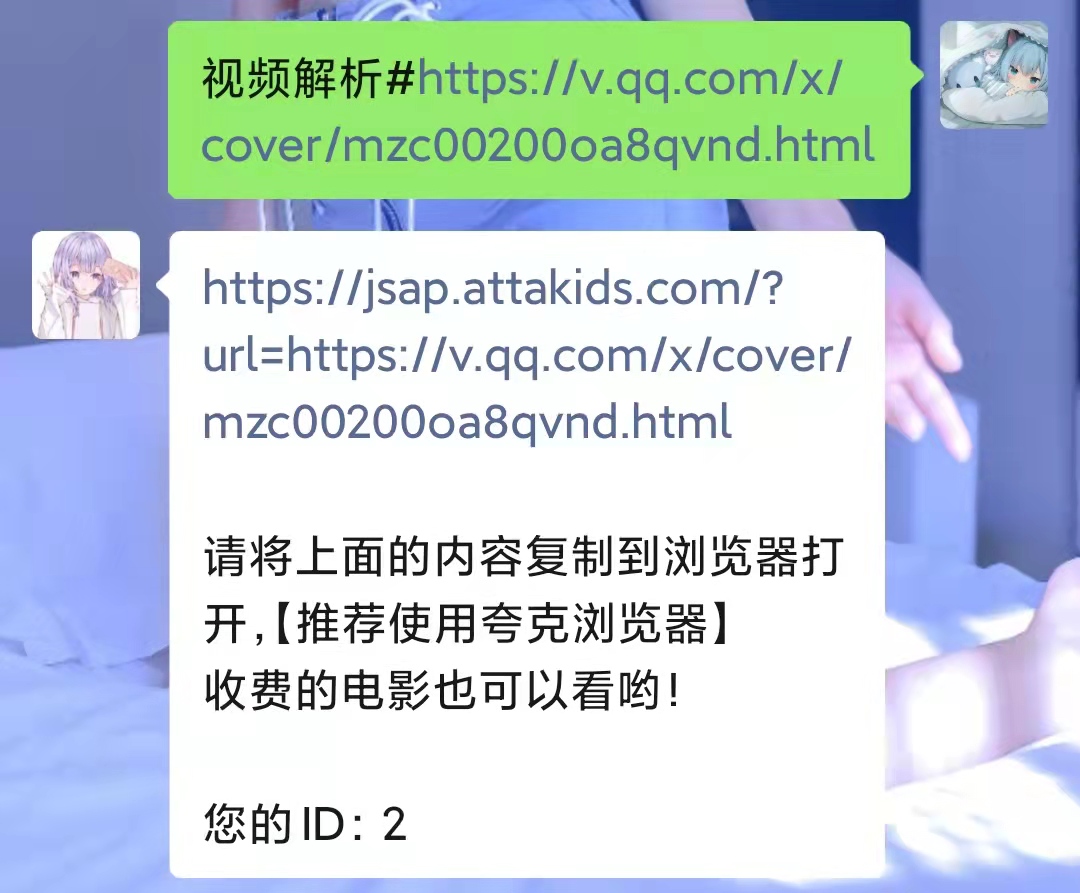 视频解析#https://v.qq.com/x/
cover/mzc00200oa8qvnd.html
https://jsap.attakids.com/?
url=https://v.qq.com/x/cover/
mzc00200oa8qvnd.html
请将上面的内容复制到浏览器打
开,【推荐使用夸克浏览器】
收费的电影也可以看哟!
您的ID: 2